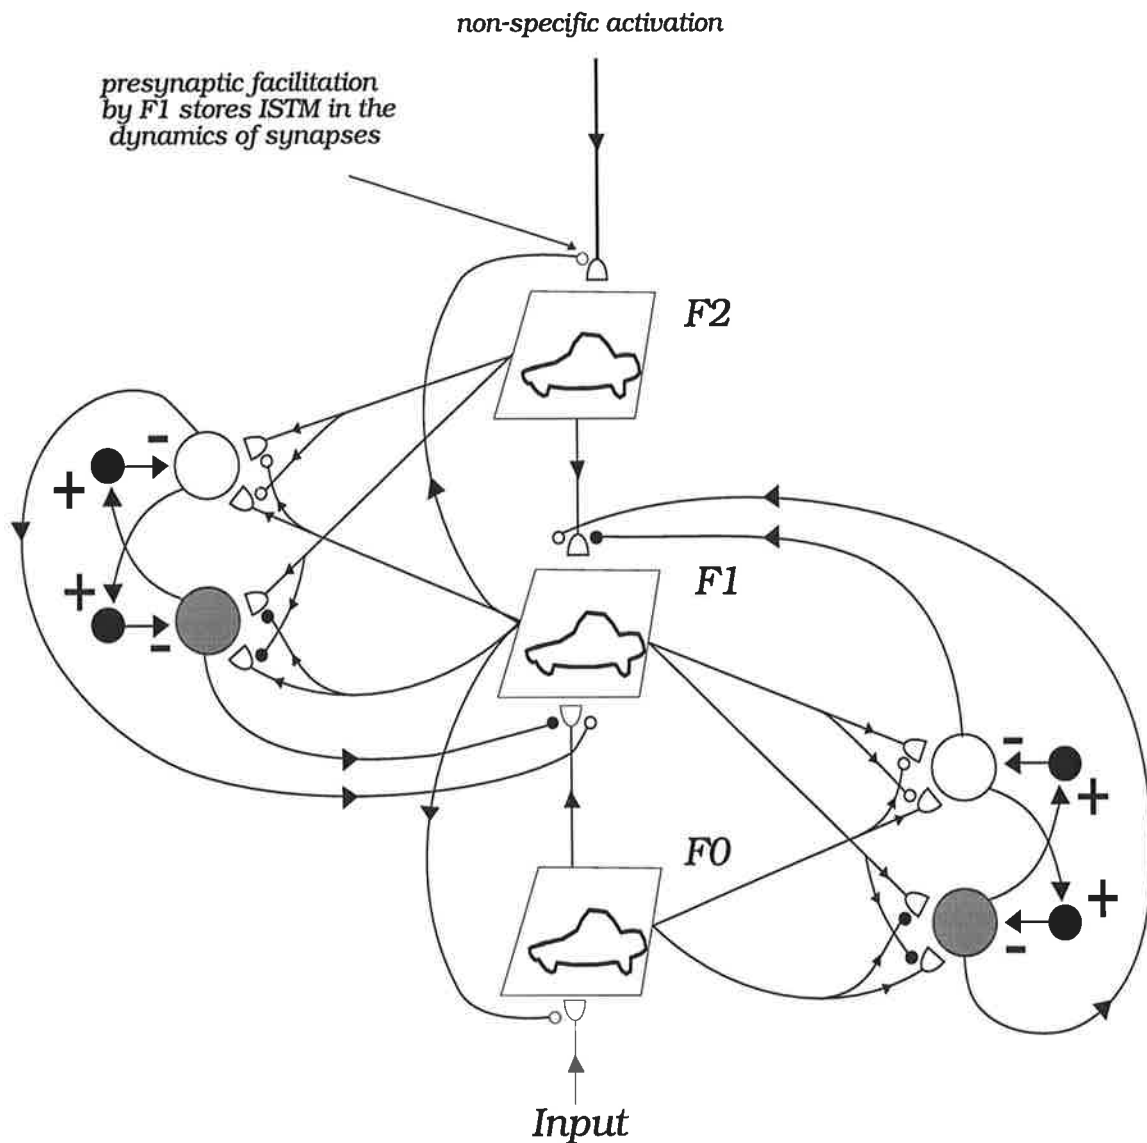 non-specific activation
presynaptic facilitation
by F1 stores ISTM in the
dynamics of synapses
F2
-
+
F1
+
-
-
+
F0
+
-
Input